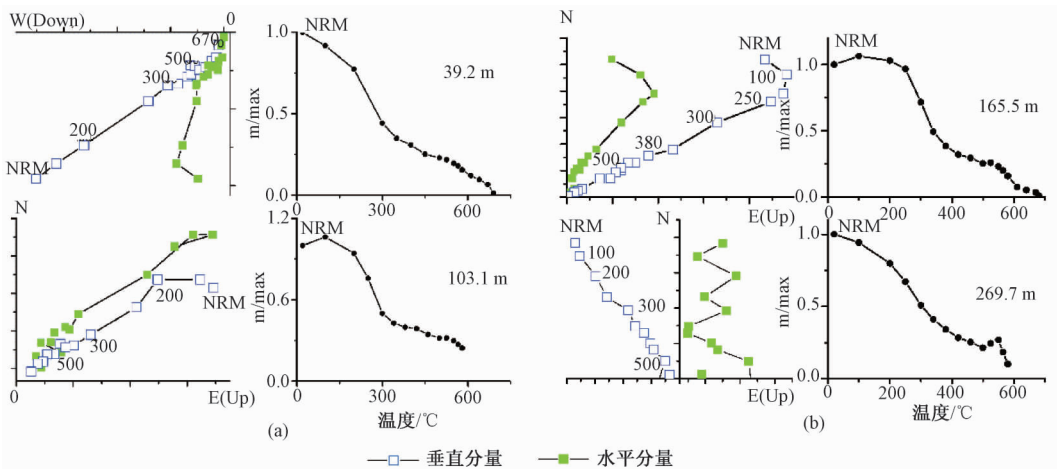 W(Down)
0
670
500
300
200
NRM
NRM
1.0
0.5
0.0
m/max
0
300
600
39.2 m
N
200
NRM
300
500
E(Up)
NRM
1.2
0.6
0.0
m/max
0
300
600
103.1 m
温度/℃
(a)
N
NRM
100
250
300
380
500
E(Up)
NRM
1.0
0.5
0.0
m/max
0
200
400
600
165.5 m
NRM
100
200
300
500
N
E(Up)
NRM
1.0
0.5
0.0
m/max
0
200
400
600
269.7 m
温度/℃
(b)
垂直分量
水平分量